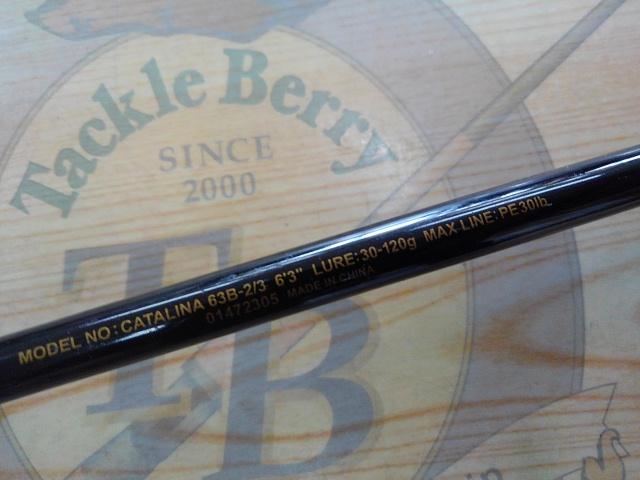 Tackle Berry
SINCE
2000
TB
MODEL NO:CATALINA 63B-2/3 6'3" LURE:30-120g MAX-LINE:PE30lb
01472305 MADE IN CHINA